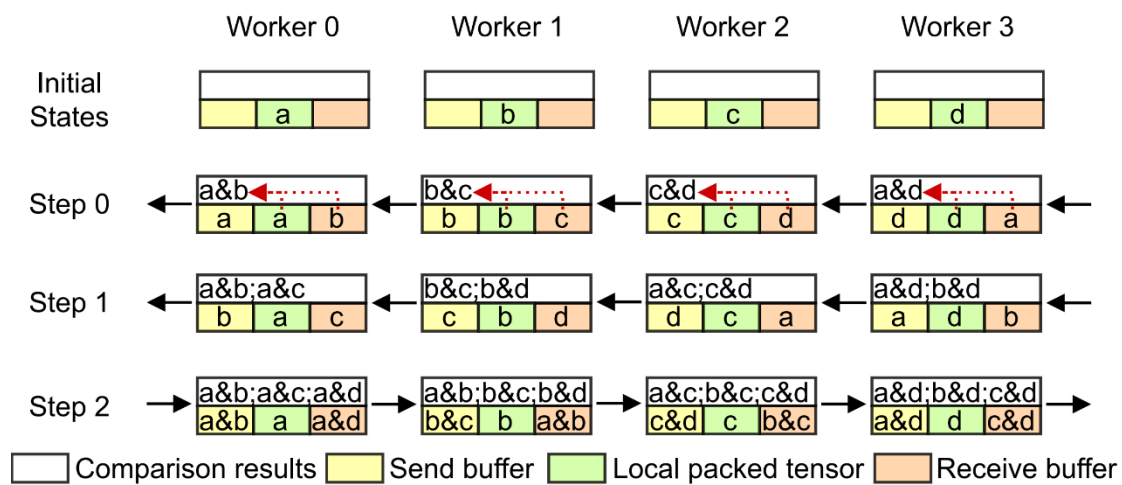 Worker 0 Worker 1 Worker 2 Worker 3
Initial
States
a b c d
Step 0
a&b b&c c&d a&d
a a b b b c c c d d d a
Step 1
a&b;a&c b&c;b&d a&c;c&d a&d;b&d
b a c c b d d c a a d b
Step 2
a&b;a&c;a&d a&b;b&c;b&d a&c;b&c;c&d a&d;b&d;c&d
a&b a a&d b&c b a&b c&d c b&c a&d d c&d
Comparison results Send buffer Local packed tensor Receive buffer